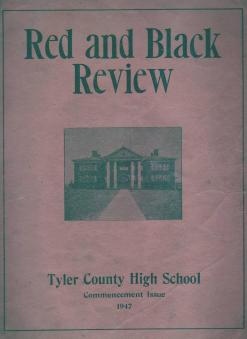 Red and Black
Review
Tyler County High School
Commencement Issue
1947